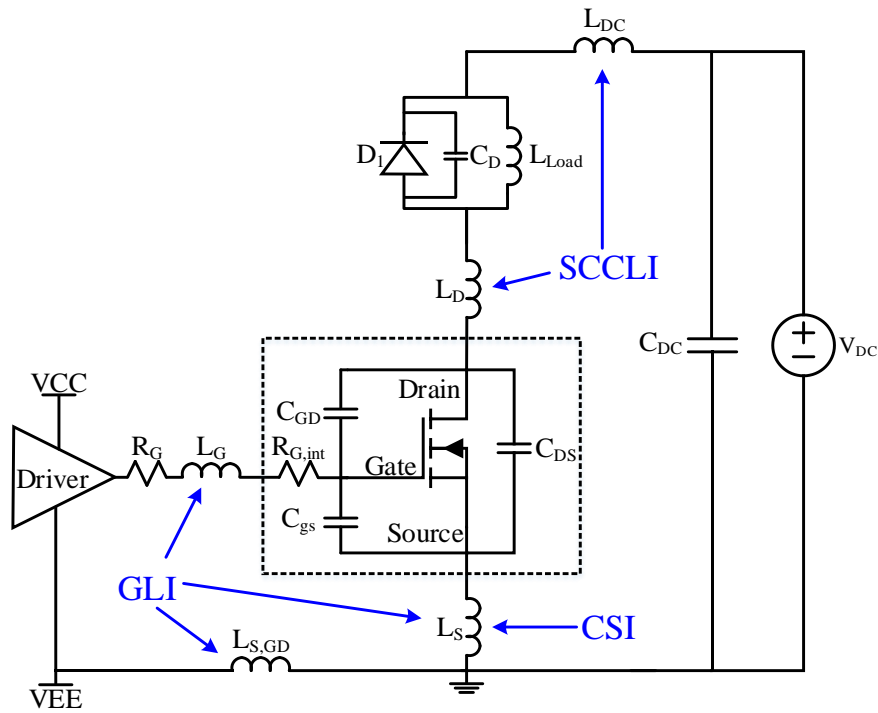 L_DC
D_1
C_D
L_Load
SCCLI
L_D
C_DC
V_DC
VCC
Drain
C_GD
R_G
L_G
R_G,int
C_DS
Driver
Gate
C_gs
Source
GLI
L_S
CSI
L_S,GD
VEE